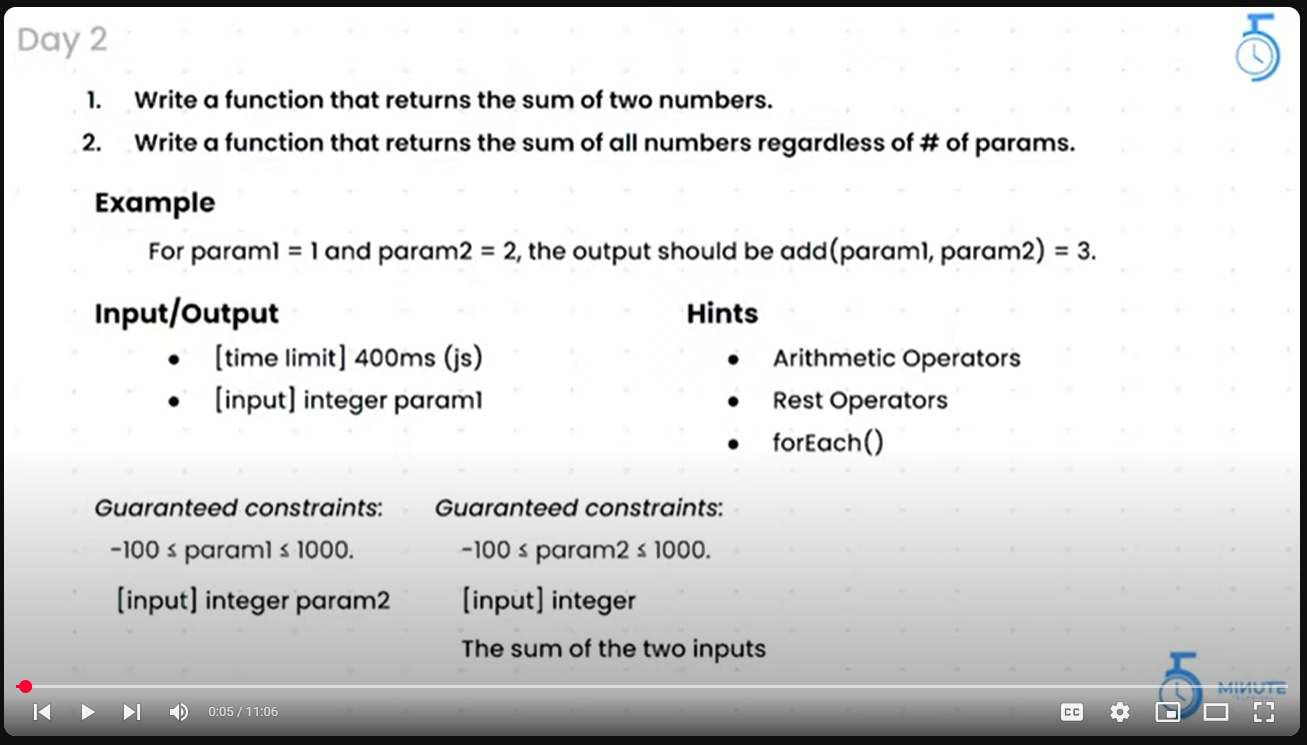 Day 2
1. Write a function that returns the sum of two numbers.
2. Write a function that returns the sum of all numbers regardless of # of params.
Example
For param1 = 1 and param2 = 2, the output should be add(param1, param2) = 3.
Input/Output
• [time limit] 400ms (js)
• [input] integer param1
Hints
• Arithmetic Operators
• Rest Operators
• forEach()
Guaranteed constraints:
-100 ≤ param1 ≤ 1000.
[input] integer param2
Guaranteed constraints:
-100 ≤ param2 ≤ 1000.
[input] integer
The sum of the two inputs
5
5 MINUTE
0:05 / 11:06
CC